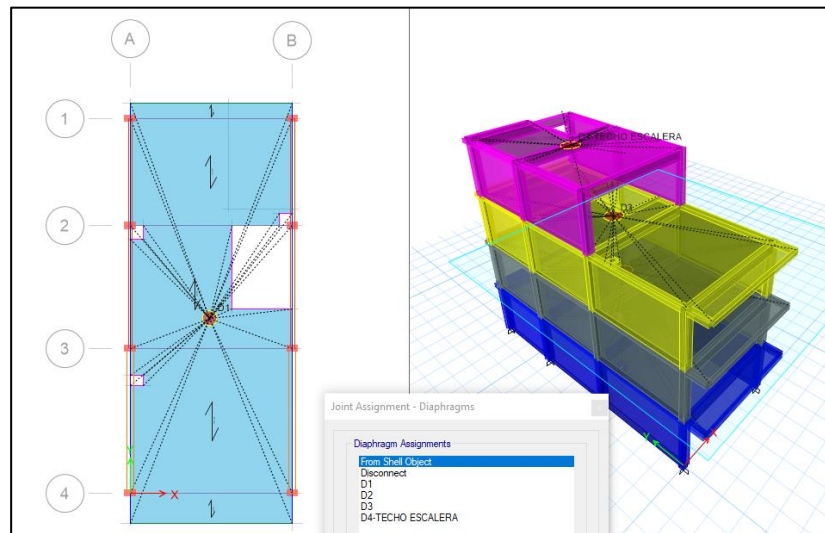 A
B
1
2
D1
3
4
Y
X
D4-TECHO ESCALERA
D3
Y
X
Joint Assignment - Diaphragms
Diaphragm Assignments
From Shell Object
Disconnect
D1
D2
D3
D4-TECHO ESCALERA